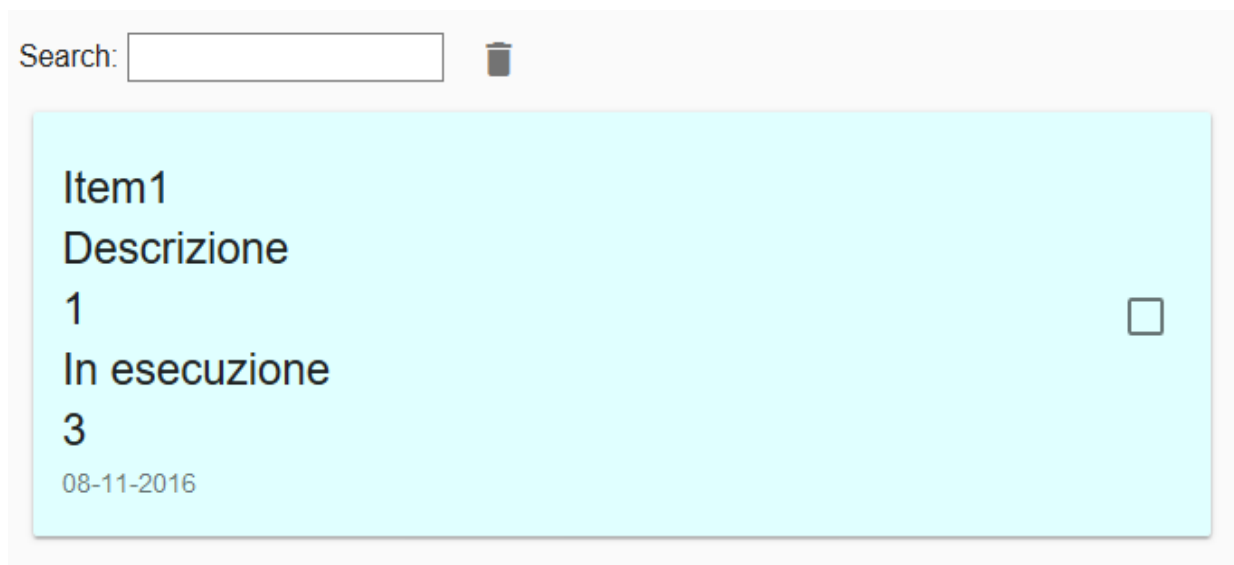 Search:
Item1
Descrizione
1
In esecuzione
3
08-11-2016